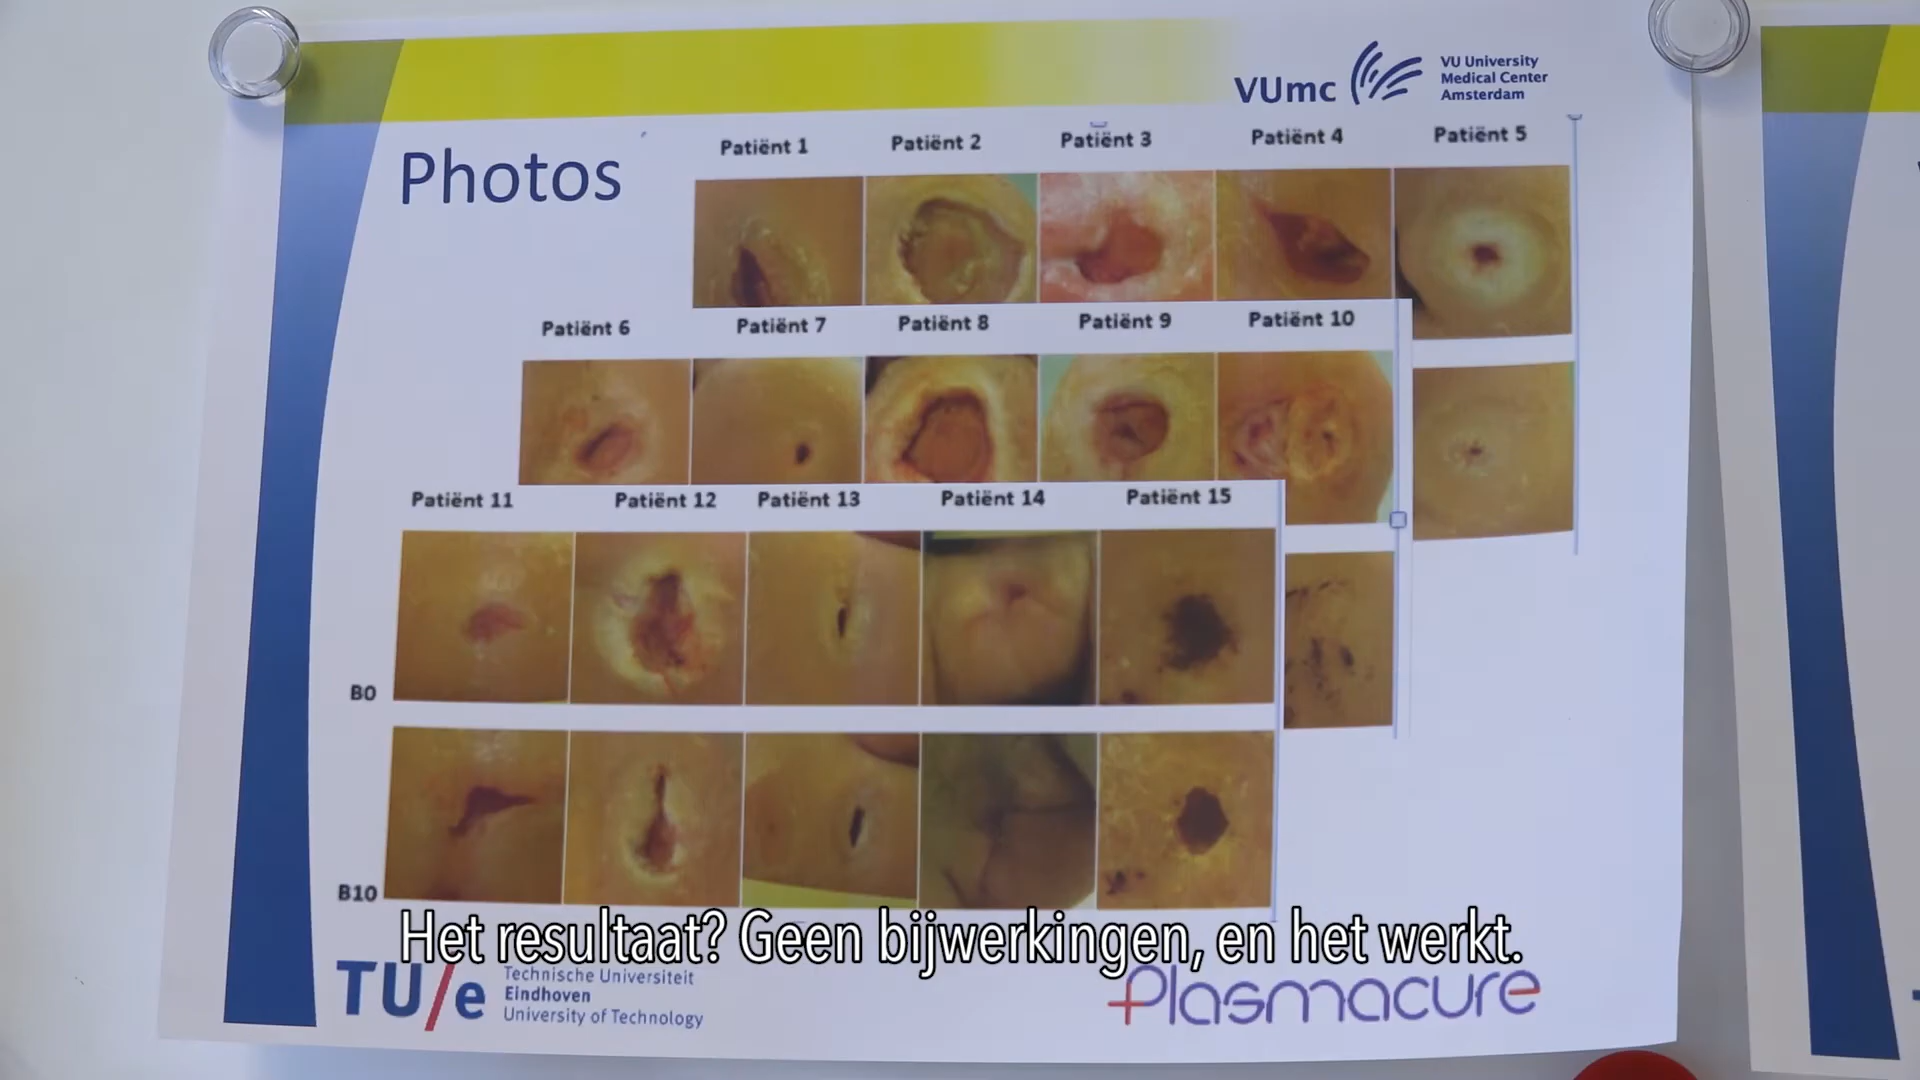 VUmc
VU University
Medical Center
Amsterdam
Photos
Patiënt 1 Patiënt 2 Patiënt 3 Patiënt 4 Patiënt 5
Patiënt 6 Patiënt 7 Patiënt 8 Patiënt 9 Patiënt 10
Patiënt 11 Patiënt 12 Patiënt 13 Patiënt 14 Patiënt 15
B0
B10
Het resultaat? Geen bijwerkingen, en het werkt.
TU/e
Technische Universiteit
Eindhoven
University of Technology
Plasmacure